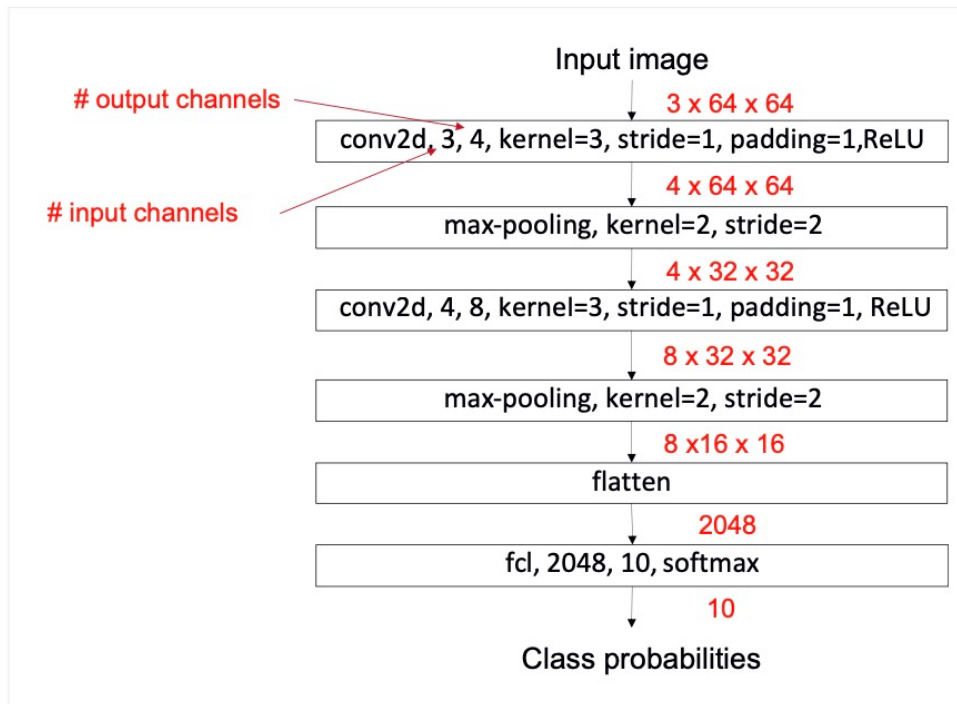 Input image
# output channels
3 x 64 x 64
conv2d, 3, 4, kernel=3, stride=1, padding=1,ReLU
4 x 64 x 64
# input channels
max-pooling, kernel=2, stride=2
4 x 32 x 32
conv2d, 4, 8, kernel=3, stride=1, padding=1, ReLU
8 x 32 x 32
max-pooling, kernel=2, stride=2
8 x16 x 16
flatten
2048
fcl, 2048, 10, softmax
10
Class probabilities